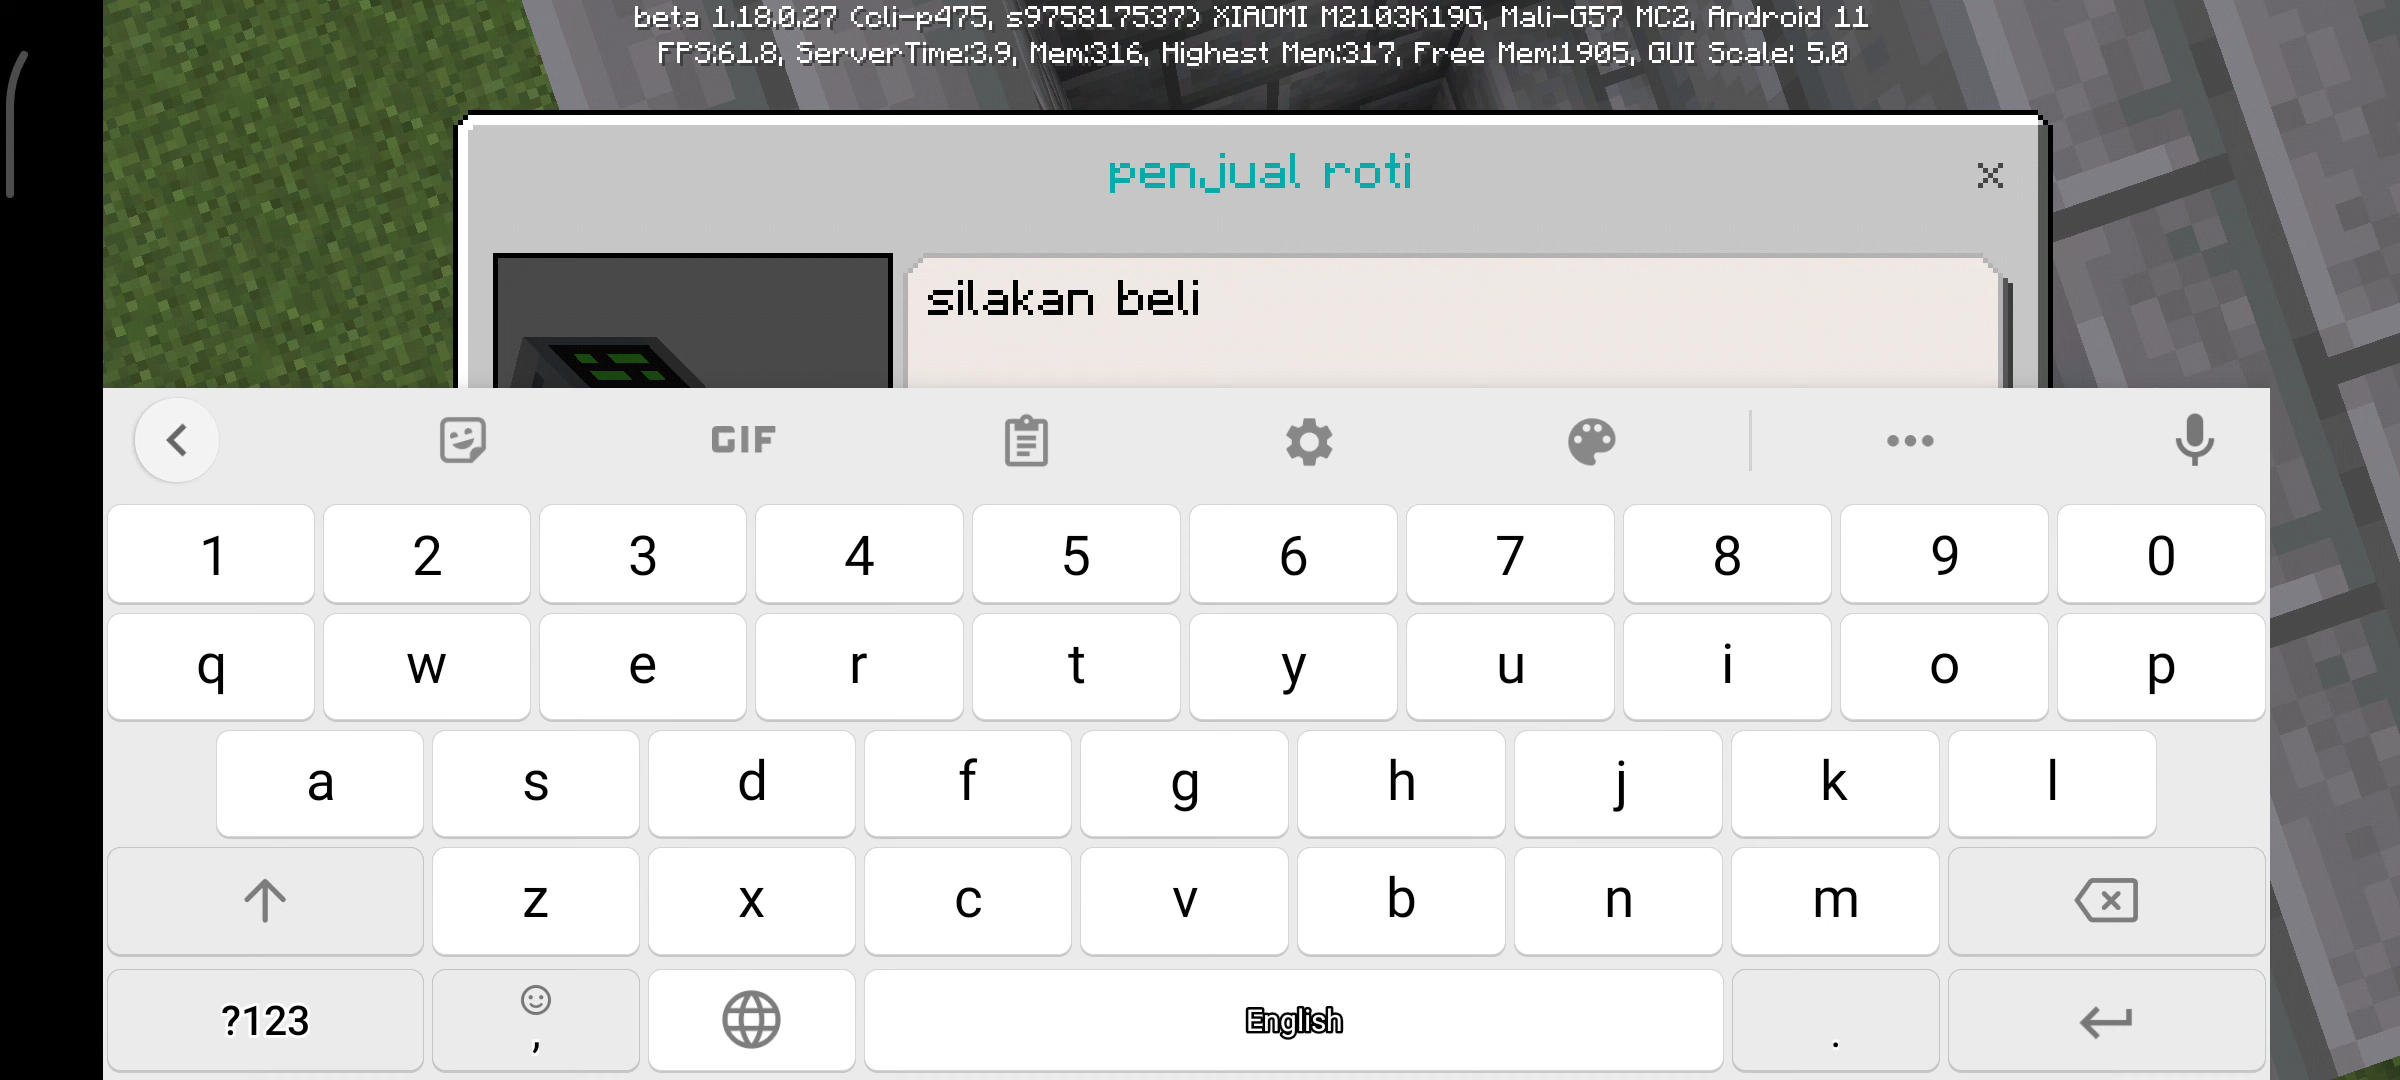 beta 1.18.0.27 (cli-p475, s975817537) XIAOMI M2103K19G, Mali-G57 MC2, Android 11
FPS:61.8, ServerTime:3.9, Mem:316, Highest Mem:317, Free Mem:1905, GUI Scale: 5.0
penjual roti
silakan beli
GIF
1 2 3 4 5 6 7 8 9 0
q w e r t y u i o p
a s d f g h j k l
z x c v b n m
?123 , English .